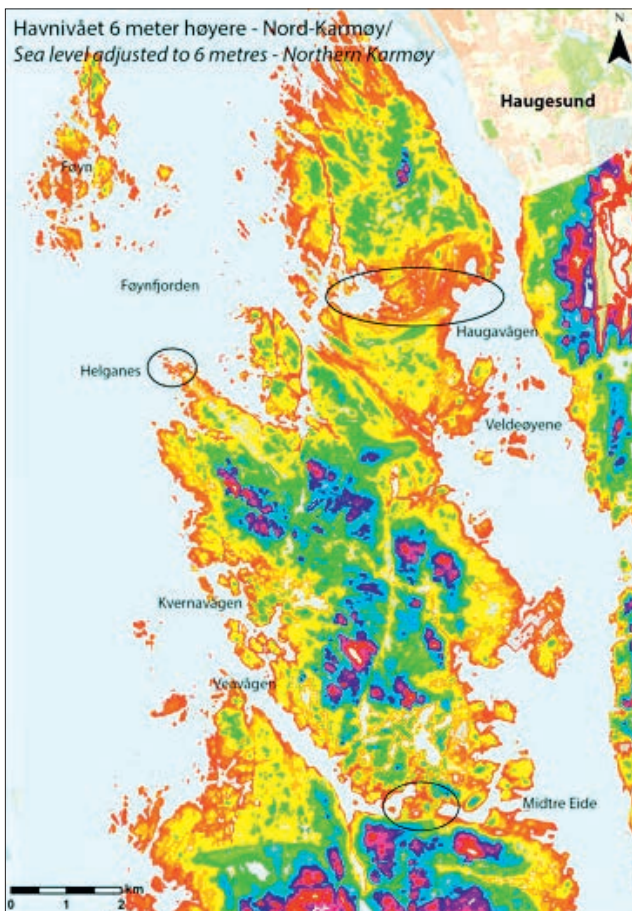 Havnivået 6 meter høyere - Nord-Karmøy/
Sea level adjusted to 6 metres - Northern Karmøy
N
Haugesund
Føyn
Føynfjorden
Haugavågen
Helganes
Veldeøyene
Kvernavågen
Veavågen
Midtre Eide
km
0 1 2